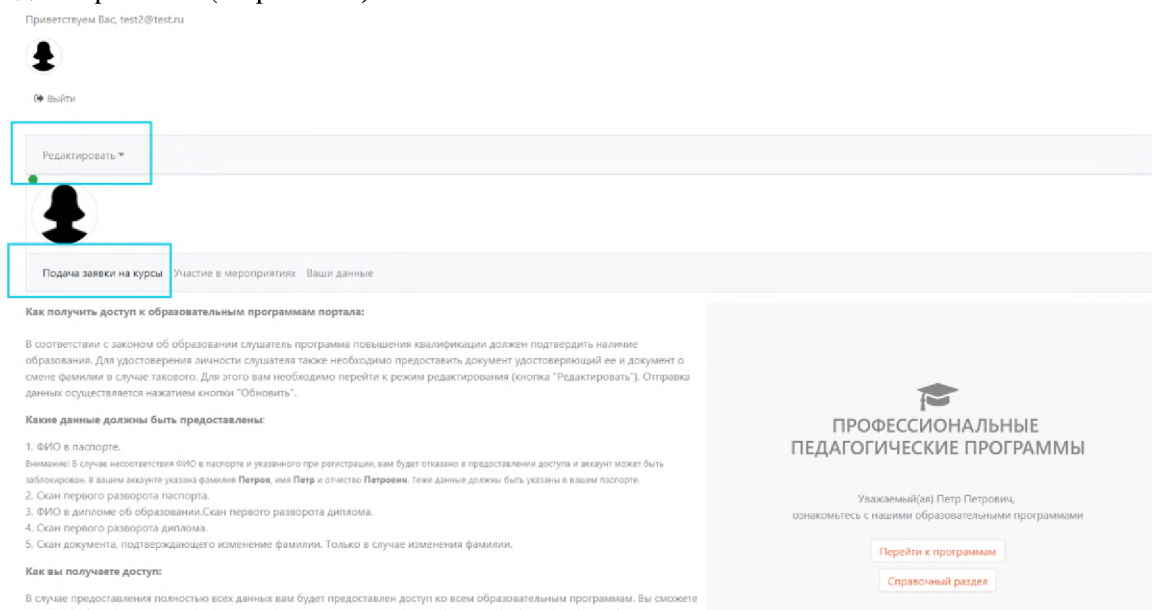 Приветствуем Вас, test2@test.ru
Выйти
Редактировать
Подача заявки на курсы Участие в мероприятиях Ваши данные
Как получить доступ к образовательным программам портала:
В соответствии с законом об образовании слушатель программа повышения квалификации должен подтвердить наличие
образования. Для удостоверения личности слушателя также необходимо предоставить документ удостоверяющий ее и документ о
смене фамилии в случае такового. Для этого вам необходимо перейти к режим редактирования (кнопка "Редактировать"). Отправка
данных осуществляется нажатием кнопки "Обновить".
Какие данные должны быть предоставлены:
1. ФИО в паспорте.
Внимание! В случае несоответствия ФИО в паспорте и указанного при регистрации, вам будет отказано в предоставлении доступа и аккаунт может быть
заблокирован. В вашем аккаунте указана фамилия Петров, имя Петр и отчество Петрович. Теже данные должны быть указаны в вашем паспорте.
2. Скан первого разворота паспорта.
3. ФИО в дипломе об образовании.Скан первого разворота диплома.
4. Скан первого разворота диплома.
5. Скан документа, подтверждающего изменение фамилии. Только в случае изменения фамилии.
Как вы получаете доступ:
В случае предоставления полностью всех данных вам будет предоставлен доступ ко всем образовательным программам. Вы сможете
ПРОФЕССИОНАЛЬНЫЕ
ПЕДАГОГИЧЕСКИЕ ПРОГРАММЫ
Уважаемый(ая) Петр Петрович,
ознакомьтесь с нашими образовательными программами
Перейти к программам
Справочный раздел